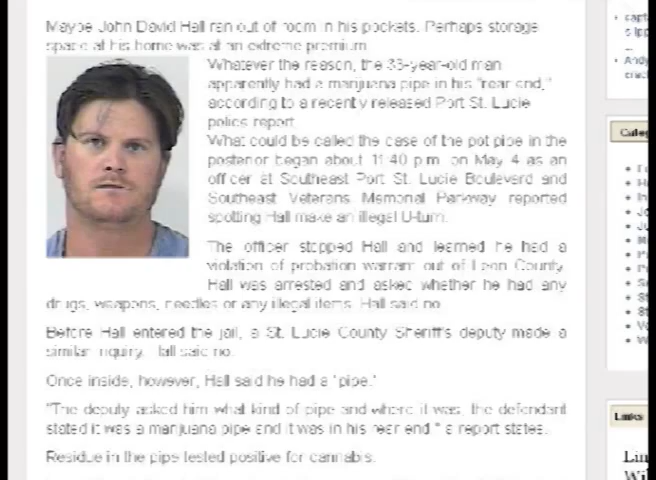 Maybe John David Hall ran out of room in his pockets. Perhaps storage
space at his home was at an extreme premium.
Whatever the reason, the 33-year-old man
apparently had a marijuana pipe in his "rear end,"
according to a recently released Port St. Lucie
police report.
What could be called the case of the pot pipe in the
posterior began about 11:40 p.m. on May 4 as an
officer at Southeast Port St. Lucie Boulevard and
Southeast Veterans Memorial Parkway reported
spotting Hall make an illegal U-turn.
The officer stopped Hall and learned he had a
violation of probation warrant out of Leon County.
Hall was arrested and asked whether he had any
drugs, weapons, needles or any illegal items. Hall said no.
Before Hall entered the jail, a St. Lucie County Sheriff's deputy made a
similar inquiry. Hall said no.
Once inside, however, Hall said he had a "pipe."
"The deputy asked him what kind of pipe and where it was, the defendant
stated it was a marijuana pipe and it was in his rear end," a report states.
Residue in the pipe tested positive for cannabis.
Andy
Links